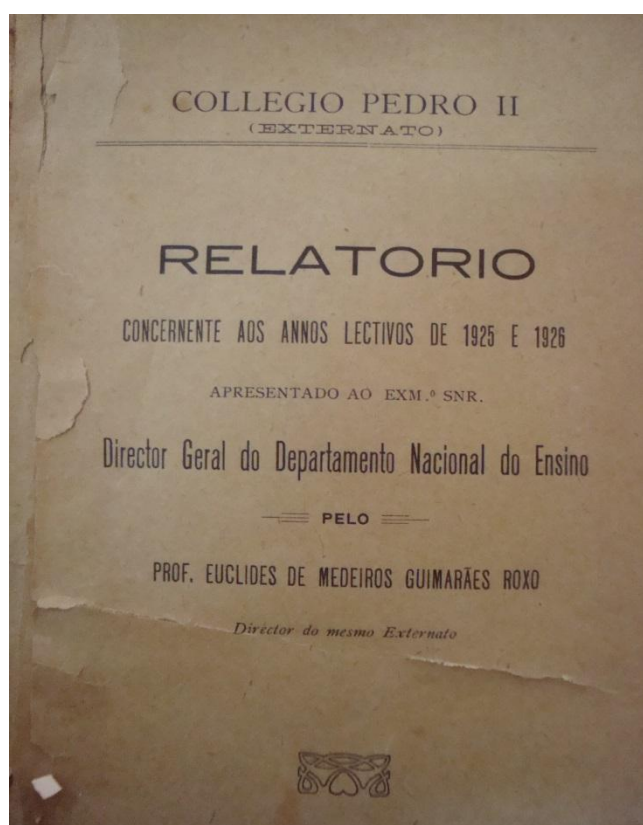 COLLEGIO PEDRO II
(EXTERNATO)
RELATORIO
CONCERNENTE AOS ANNOS LECTIVOS DE 1925 E 1926
APRESENTADO AO EXM.º SNR.
Director Geral do Departamento Nacional do Ensino
PELO
PROF. EUCLIDES DE MEDEIROS GUIMARÃES ROXO
Director do mesmo Externato